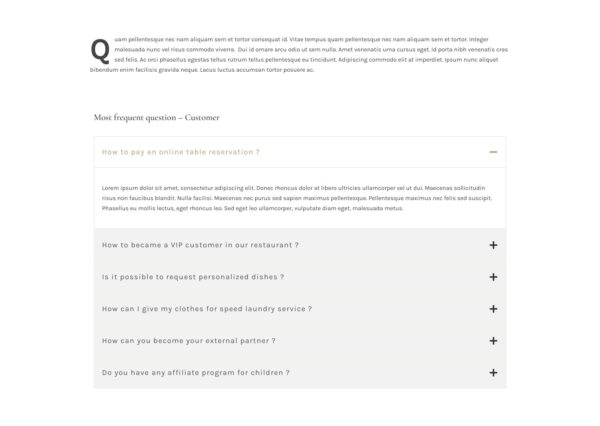 Quam pellentesque nec nam aliquam sem et tortor consequat id. Vitae tempus quam pellentesque nec nam aliquam sem et tortor. Integer
malesuada nunc vel risus commodo viverra. Dui id ornare arcu odio ut sem nulla. Amet venenatis urna cursus eget. Id porta nibh venenatis cras
sed felis. Ac orci phasellus egestas tellus rutrum tellus pellentesque eu tincidunt. Adipiscing commodo elit at imperdiet. Ipsum nunc aliquet
bibendum enim facilisis gravida neque. Lacus luctus accumsan tortor posuere ac.
Most frequent question – Customer
How to pay an online table reservation ?
Lorem ipsum dolor sit amet, consectetur adipiscing elit. Donec rhoncus dolor at libero ultricies ullamcorper vel ut dui. Maecenas sollicitudin
risus non faucibus blandit. Nulla facilisi. Maecenas nec purus sed sapien maximus pellentesque. Pellentesque maximus nec felis sed suscipit.
Phasellus eu mollis lectus, eget rhoncus leo. Sed eget leo ullamcorper, vulputate diam eget, malesuada metus.
How to became a VIP customer in our restaurant ?
Is it possible to request personalized dishes ?
How can I give my clothes for speed laundry service ?
How can you become your external partner ?
Do you have any affiliate program for children ?